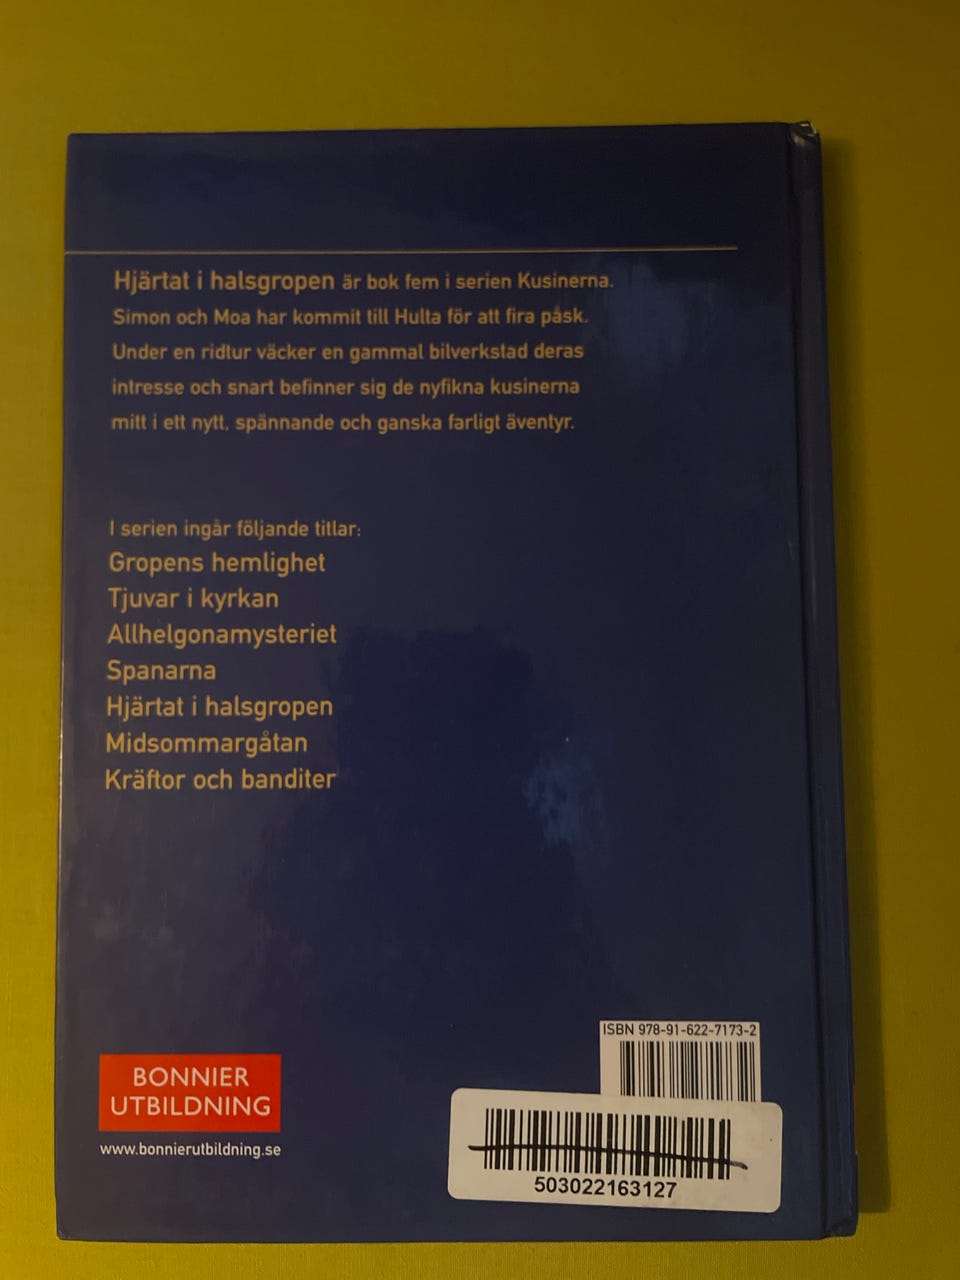 Hjärtat i halsgropen är bok fem i serien Kusinerna.
Simon och Moa har kommit till Hulta för att fira påsk.
Under en ridtur väcker en gammal bilverkstad deras
intresse och snart befinner sig de nyfikna kusinerna
mitt i ett nytt, spännande och ganska farligt äventyr.
I serien ingår följande titlar:
Gropens hemlighet
Tjuvar i kyrkan
Allhelgonamysteriet
Spanarna
Hjärtat i halsgropen
Midsommargåtan
Kräftor och banditer
ISBN 978-91-622-7173-2
BONNIER
UTBILDNING
www.bonnierutbildning.se
503022163127